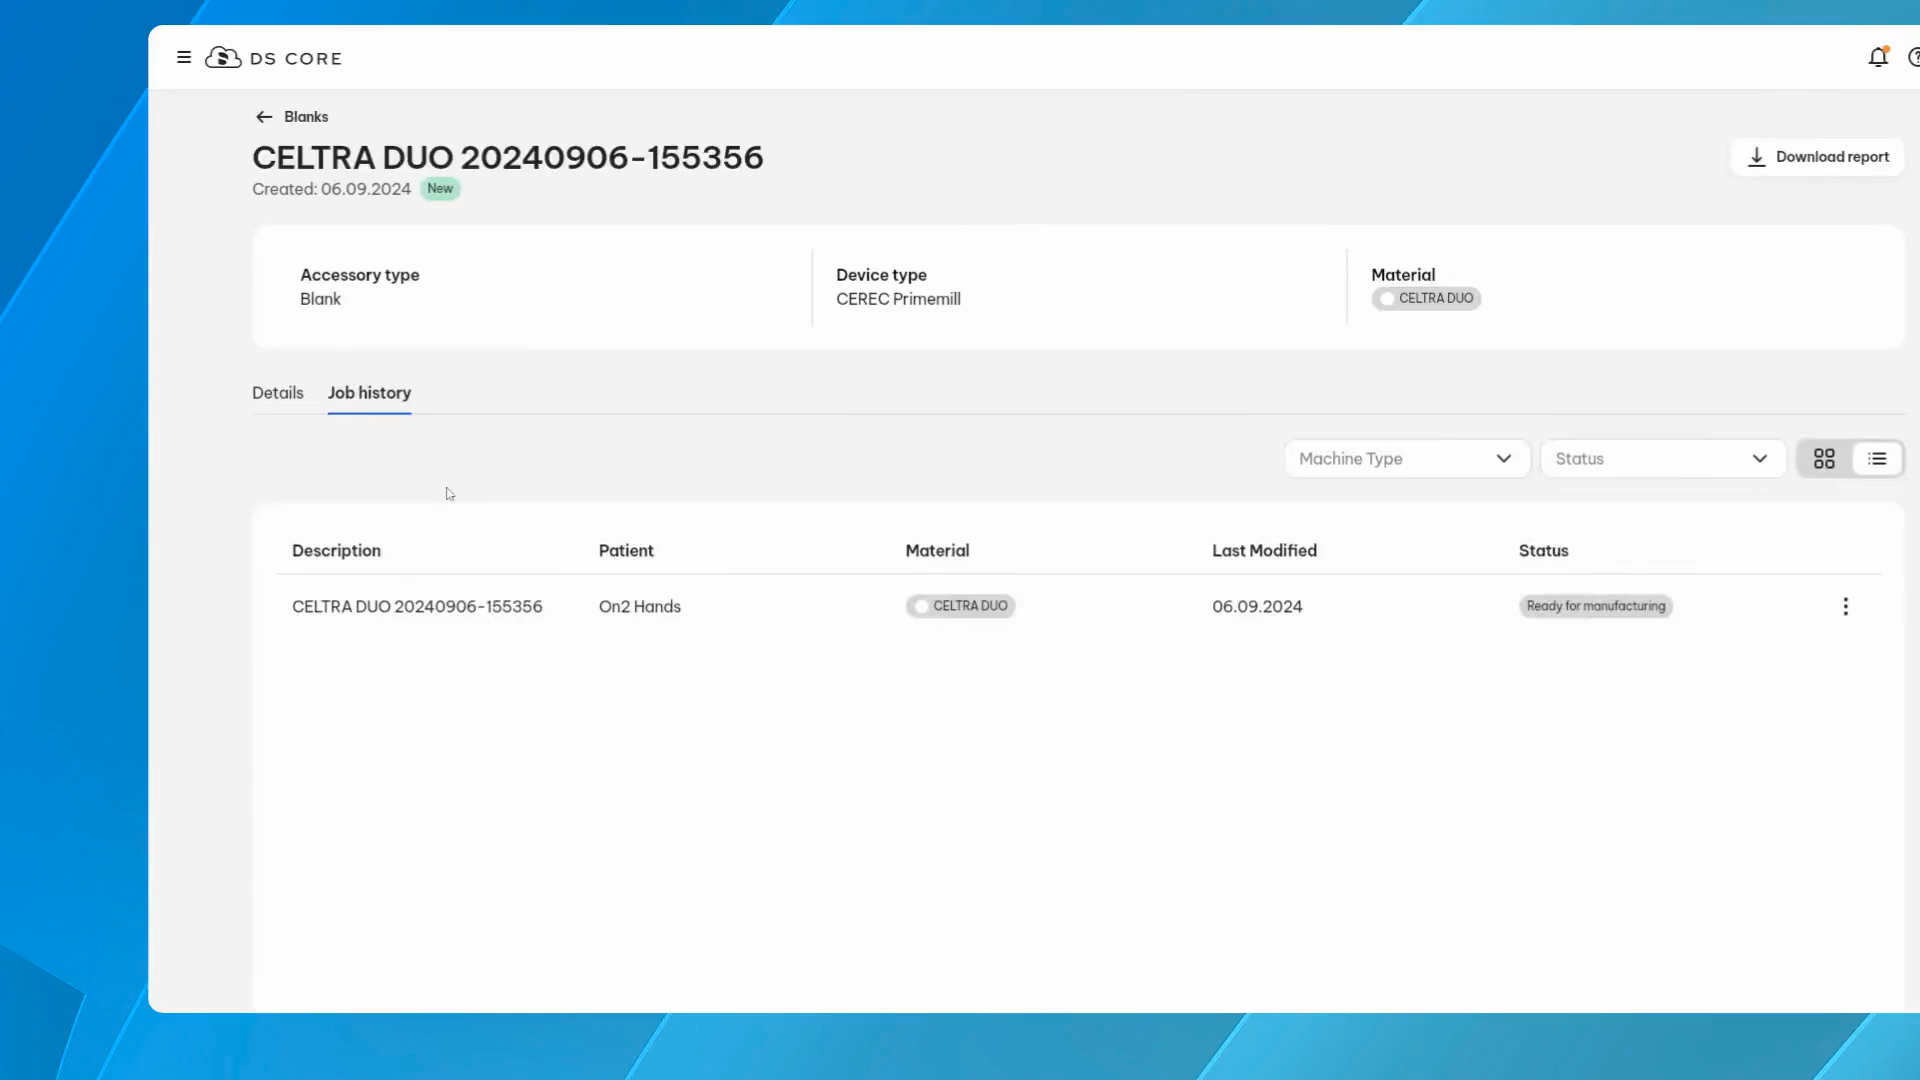 DS CORE
Blanks
CELTRA DUO 20240906-155356
Created: 06.09.2024 New
Download report
Accessory type
Blank
Device type
CEREC Primemill
Material
CELTRA DUO
Details
Job history
Machine Type
Status
Description Patient Material Last Modified Status
CELTRA DUO 20240906-155356 On2 Hands CELTRA DUO 06.09.2024 Ready for manufacturing